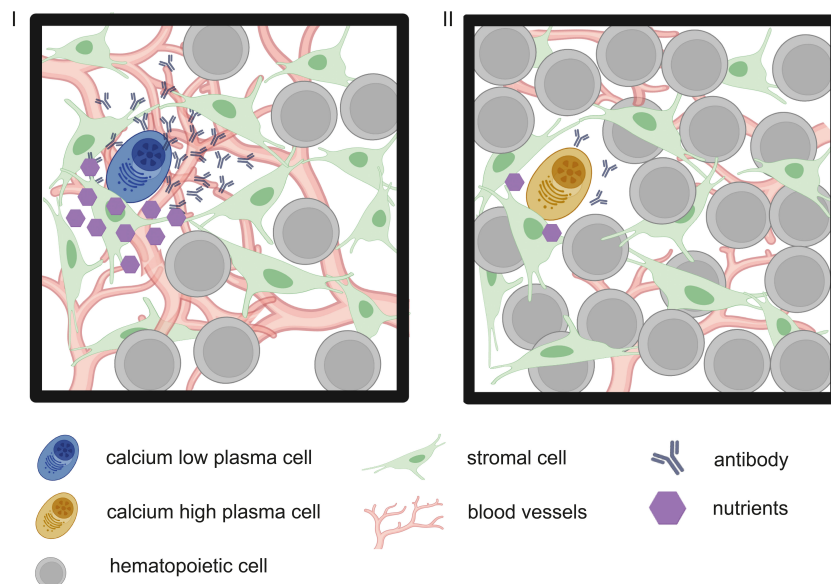 I
II
calcium low plasma cell
stromal cell
antibody
calcium high plasma cell
blood vessels
nutrients
hematopoietic cell